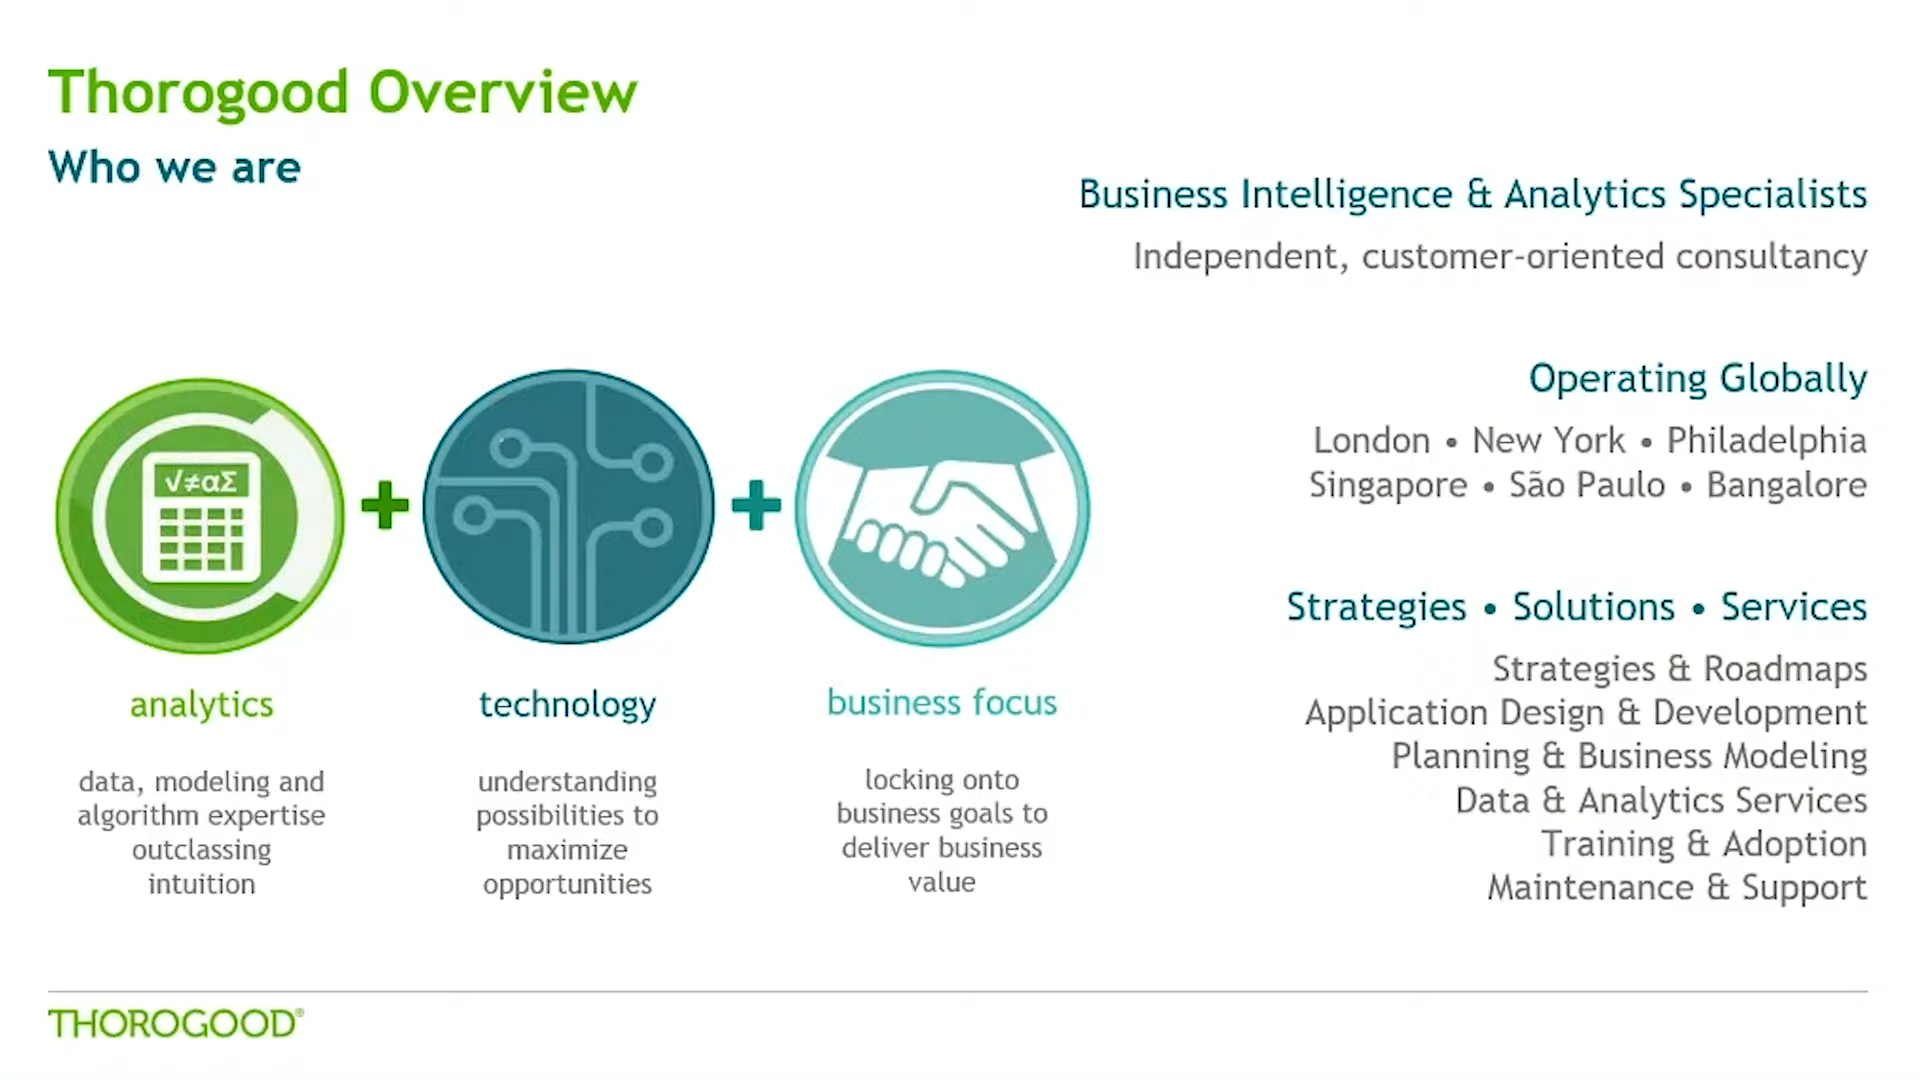 Thorogood Overview
Who we are
Business Intelligence & Analytics Specialists
Independent, customer-oriented consultancy
Operating Globally
London • New York • Philadelphia
Singapore • São Paulo • Bangalore
Strategies • Solutions • Services
Strategies & Roadmaps
Application Design & Development
Planning & Business Modeling
Data & Analytics Services
Training & Adoption
Maintenance & Support
√≠αΣ
analytics
data, modeling and
algorithm expertise
outclassing
intuition
technology
understanding
possibilities to
maximize
opportunities
business focus
locking onto
business goals to
deliver business
value
THOROGOOD®